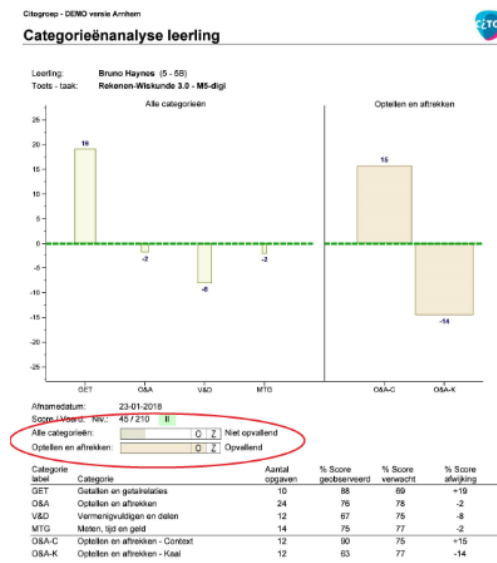 Citogroep - DEMO versie Arnhem
Categorieënanalyse leerling
cito
Leerling: Bruno Haynes (5 - 5B)
Toets - taak: Rekenen-Wiskunde 3.0 - M5-digi
Alle categorieën
Optellen en aftrekken
25
20
15
10
5
0
-5
-10
-15
-20
-25
19
-2
-8
-2
15
-14
GET O&A V&D MTG O&A-C O&A-K
Afnamedatum: 23-01-2018
Score / Vaard. Niv.: 45 / 210 II
Alle categorieën: O Z Niet opvallend
Optellen en aftrekken: O Z Opvallend
Categorie label Categorie Aantal opgaven % Score geobserveerd % Score verwacht % Score afwijking
GET Getallen en getalrelaties 10 88 69 +19
O&A Optellen en aftrekken 24 76 78 -2
V&D Vermenigvuldigen en delen 12 67 75 -8
MTG Meten, tijd en geld 14 75 77 -2
O&A-C Optellen en aftrekken - Context 12 90 75 +15
O&A-K Optellen en aftrekken - Kaal 12 63 77 -14